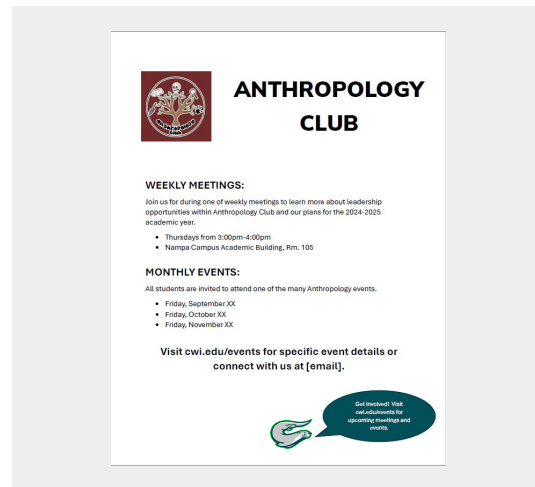 ANTHROPOLOGY
CLUB
WEEKLY MEETINGS:
Join us for during one of weekly meetings to learn more about leadership
opportunities within Anthropology Club and our plans for the 2024-2025
academic year.
• Thursdays from 3:00pm-4:00pm
• Nampa Campus Academic Building, Rm. 105
MONTHLY EVENTS:
All students are invited to attend one of the many Anthropology events.
• Friday, September XX
• Friday, October XX
• Friday, November XX
Visit cwi.edu/events for specific event details or
connect with us at [email].
Get involved! Visit
cwi.edu/events for
upcoming meetings and
events.